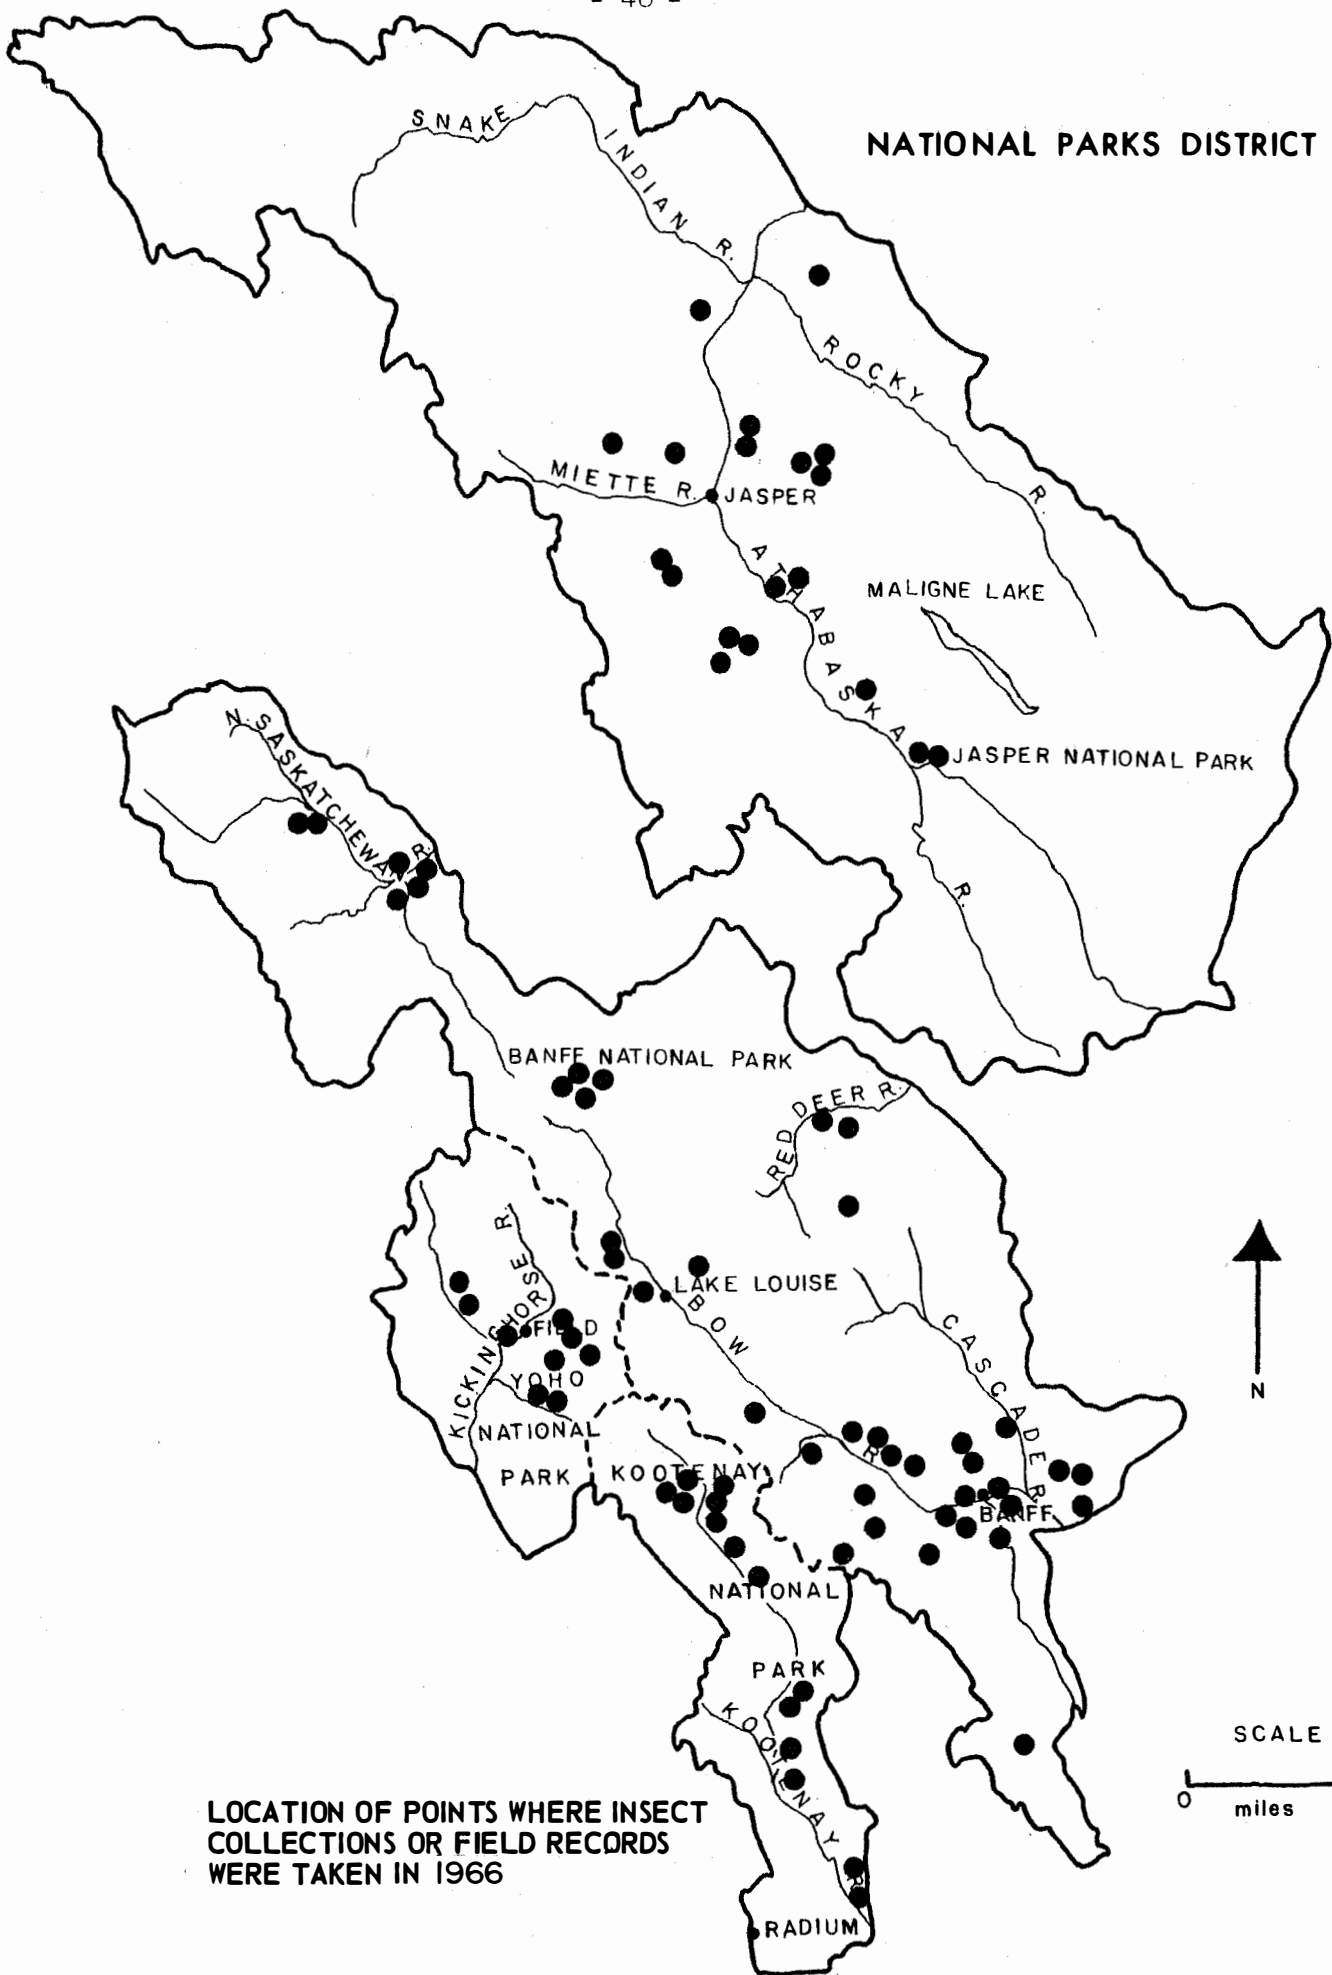 - 46 -
NATIONAL PARKS DISTRICT
SNAKE INDIAN R.
ROCKY R.
MIETTE R.
JASPER
ATHABASKA R.
MALIGNE LAKE
JASPER NATIONAL PARK
N. SASKATCHEWAN R.
BANFF NATIONAL PARK
RED DEER R.
KICKINGHORSE R.
LAKE LOUISE
BOW R.
CASCADE R.
FIELD
YOHO
NATIONAL
PARK
KOOTENAY
NATIONAL
PARK
BANFF
KOOTENAY R.
RADIUM
N
SCALE
0
miles
LOCATION OF POINTS WHERE INSECT
COLLECTIONS OR FIELD RECORDS
WERE TAKEN IN 1966